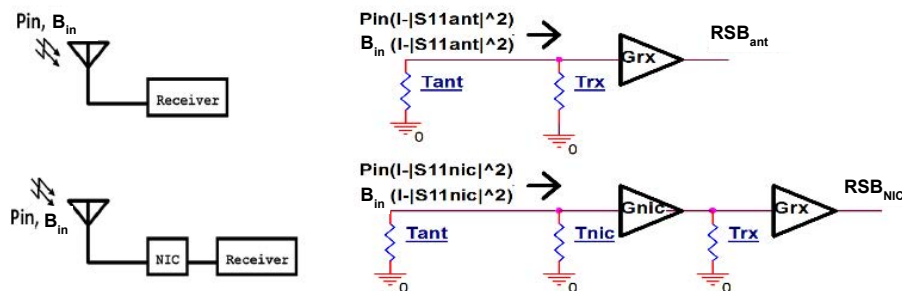 Pin, Bin
Receiver
Pin(I-|S11ant|^2)
Bin (I-|S11ant|^2)
Tant
0
Trx
0
Grx
RSBant
Pin, Bin
NIC
Receiver
Pin(I-|S11nic|^2)
Bin (I-|S11nic|^2)
Tant
0
Tnic
0
Gnic
Trx
0
Grx
RSBNIC